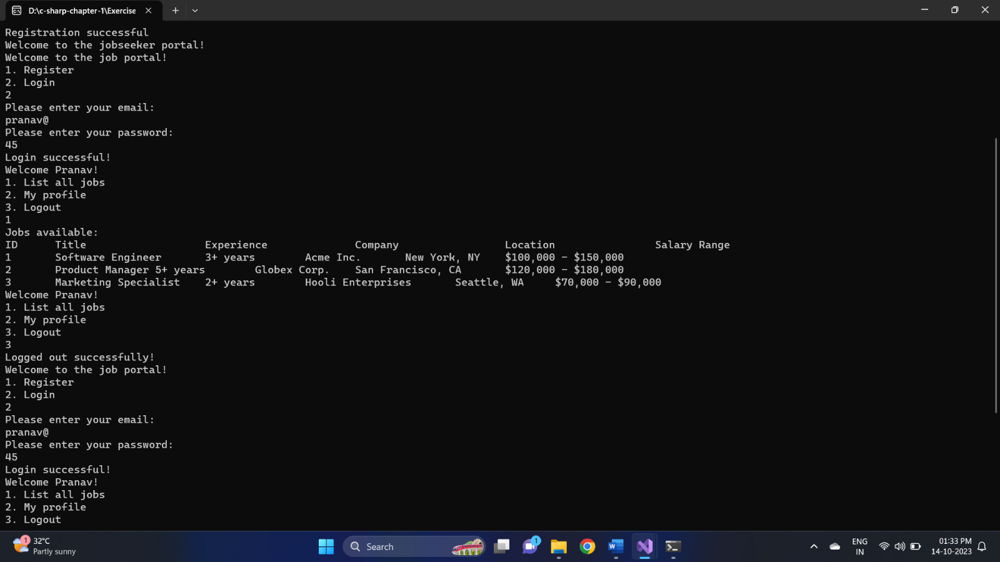 D:\c-sharp-chapter-1\Exercise
Registration successful
Welcome to the jobseeker portal!
Welcome to the job portal!
1. Register
2. Login
2
Please enter your email:
pranav@
Please enter your password:
45
Login successful!
Welcome Pranav!
1. List all jobs
2. My profile
3. Logout
1
Jobs available:
ID Title Experience Company Location Salary Range
1 Software Engineer 3+ years Acme Inc. New York, NY $100,000 - $150,000
2 Product Manager 5+ years Globex Corp. San Francisco, CA $120,000 - $180,000
3 Marketing Specialist 2+ years Hooli Enterprises Seattle, WA $70,000 - $90,000
Welcome Pranav!
1. List all jobs
2. My profile
3. Logout
3
Logged out successfully!
Welcome to the job portal!
1. Register
2. Login
2
Please enter your email:
pranav@
Please enter your password:
45
Login successful!
Welcome Pranav!
1. List all jobs
2. My profile
3. Logout
1 32°C
Partly sunny
Search
1
ENG
IN
01:33 PM
14-10-2023